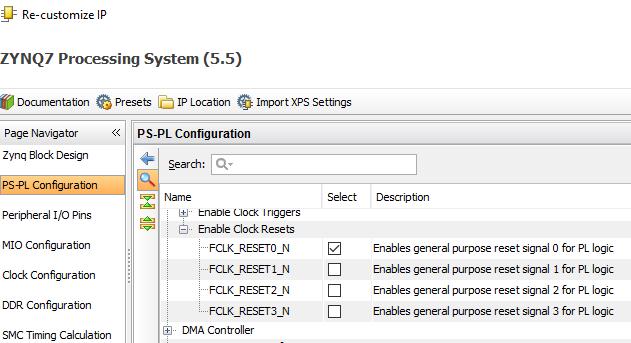 Re-customize IP
ZYNQ7 Processing System (5.5)
Documentation Presets IP Location Import XPS Settings
Page Navigator «
Zynq Block Design
PS-PL Configuration
Peripheral I/O Pins
MIO Configuration
Clock Configuration
DDR Configuration
SMC Timing Calculation
PS-PL Configuration
Search:
Name Select Description
Enable Clock Triggers
Enable Clock Resets
FCLK_RESET0_N Enables general purpose reset signal 0 for PL logic
FCLK_RESET1_N Enables general purpose reset signal 1 for PL logic
FCLK_RESET2_N Enables general purpose reset signal 2 for PL logic
FCLK_RESET3_N Enables general purpose reset signal 3 for PL logic
DMA Controller